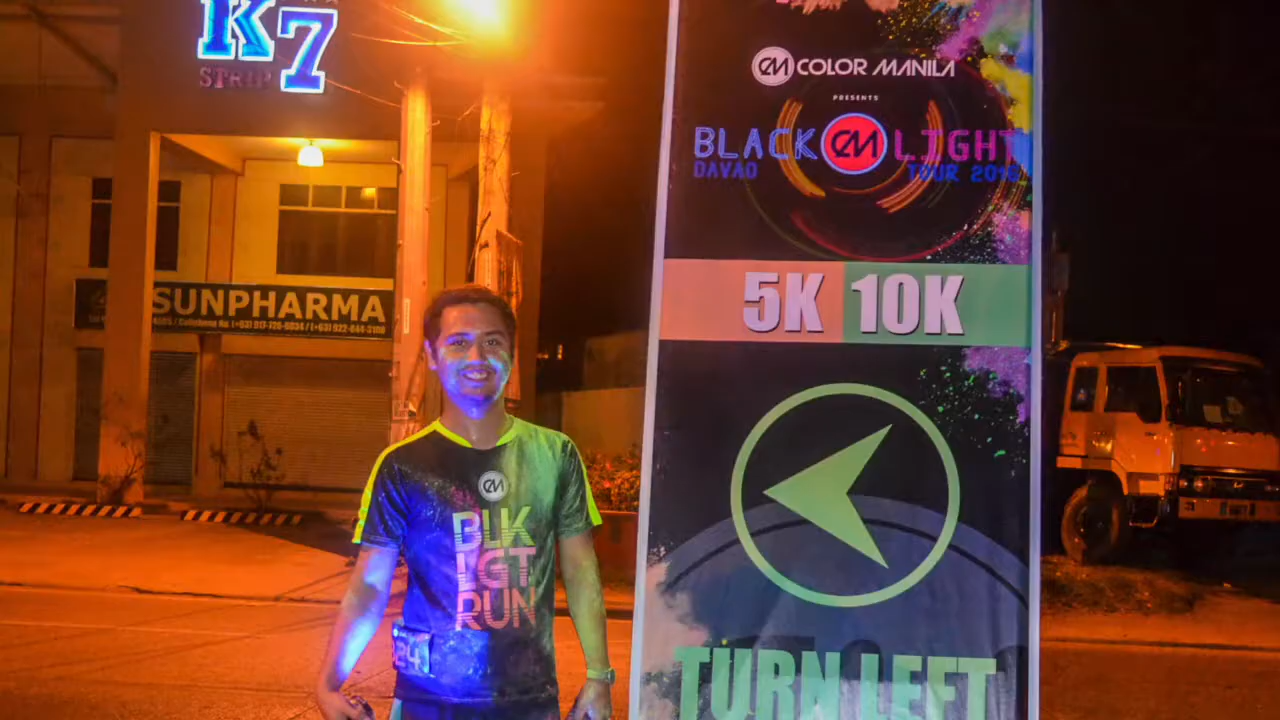 K7
STRIP
SUNPHARMA
CM COLOR MANILA
PRESENTS
BLACK CM LIGHT
DAVAO TOUR
5K 10K
TURN LEFT
CM
BLK
LGT
RUN